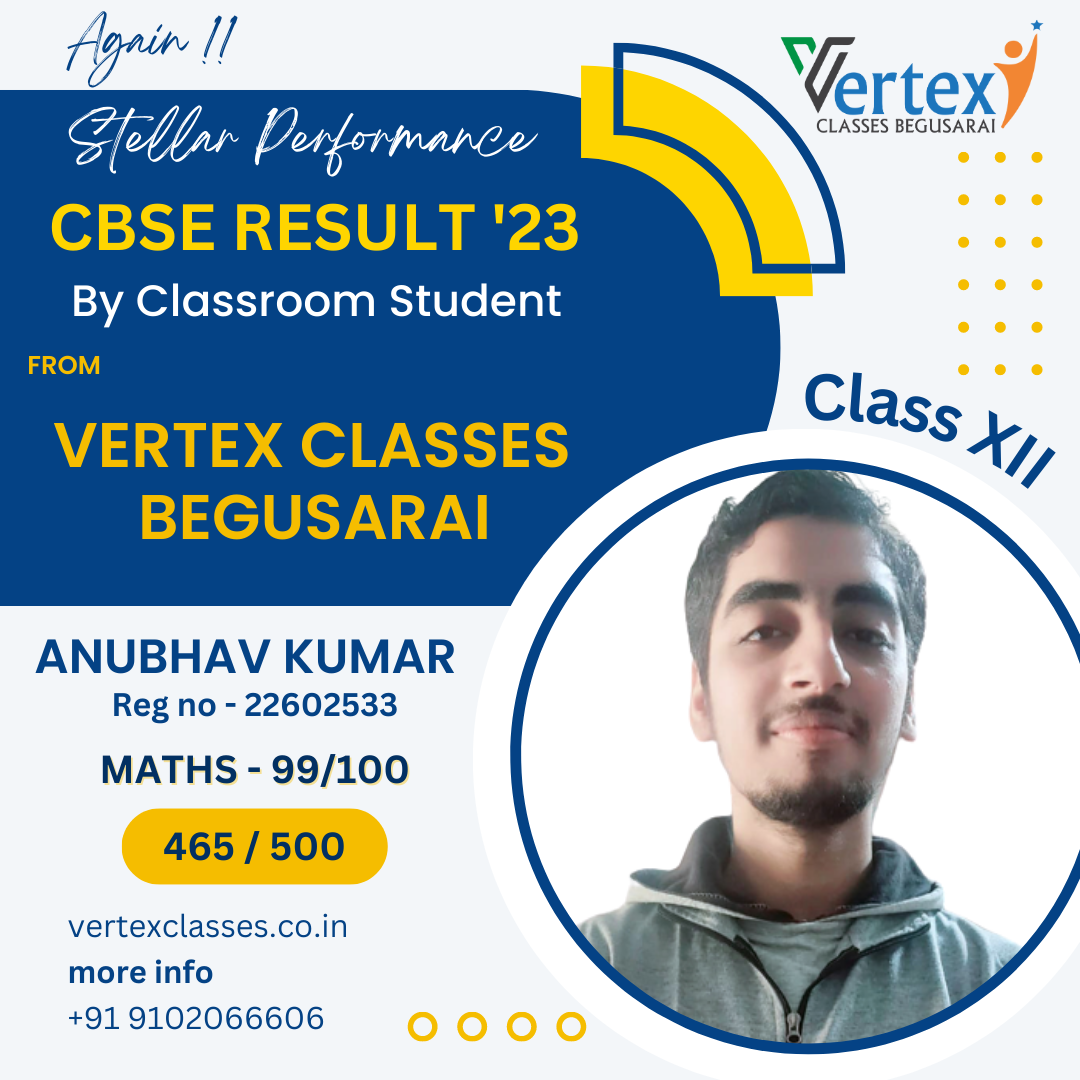 Again !!
Stellar Performance
CBSE RESULT '23
By Classroom Student
FROM
VERTEX CLASSES
BEGUSARAI
Vertex
CLASSES BEGUSARAI
Class XII
ANUBHAV KUMAR
Reg no - 22602533
MATHS - 99/100
465 / 500
vertexclasses.co.in
more info
+91 9102066606